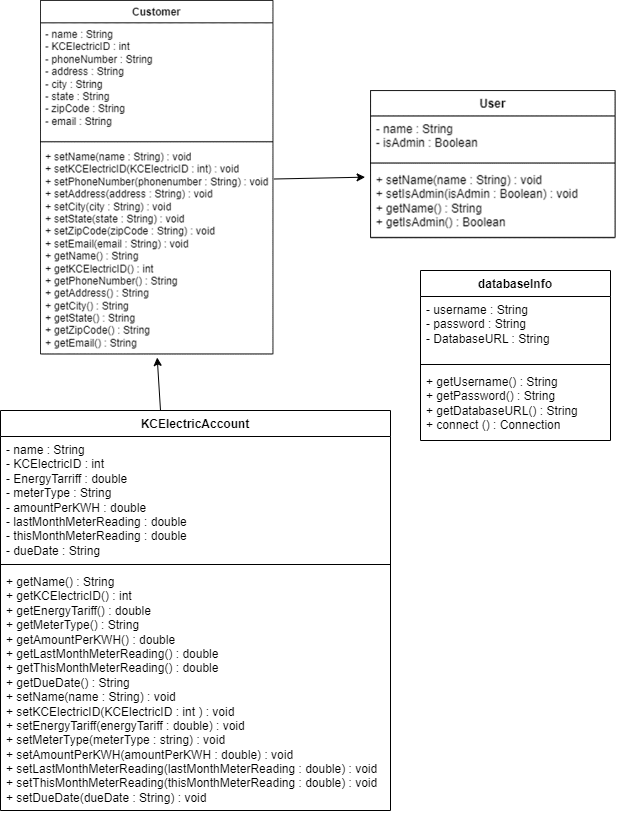 Customer
- name : String
- KCElectricID : int
- phoneNumber : String
- address : String
- city : String
- state : String
- zipCode : String
- email : String
+ setName(name : String) : void
+ setKCElectricID(KCElectricID : int) : void
+ setPhoneNumber(phonenumber : String) : void
+ setAddress(address : String) : void
+ setCity(city : String) : void
+ setState(state : String) : void
+ setZipCode(zipCode : String) : void
+ setEmail(email : String) : void
+ getName() : String
+ getKCElectricID() : int
+ getPhoneNumber() : String
+ getAddress() : String
+ getCity() : String
+ getState() : String
+ getZipCode() : String
+ getEmail() : String
User
- name : String
- isAdmin : Boolean
+ setName(name : String) : void
+ setIsAdmin(isAdmin : Boolean) : void
+ getName() : String
+ getIsAdmin() : Boolean
databaseInfo
- username : String
- password : String
- DatabaseURL : String
+ getUsername() : String
+ getPassword() : String
+ getDatabaseURL() : String
+ connect () : Connection
KCElectricAccount
- name : String
- KCElectricID : int
- EnergyTarriff : double
- meterType : String
- amountPerKWH : double
- lastMonthMeterReading : double
- thisMonthMeterReading : double
- dueDate : String
+ getName() : String
+ getKCElectricID() : int
+ getEnergyTariff() : double
+ getMeterType() : String
+ getAmountPerKWH() : double
+ getLastMonthMeterReading() : double
+ getThisMonthMeterReading() : double
+ getDueDate() : String
+ setName(name : String) : void
+ setKCElectricID(KCElectricID : int ) : void
+ setEnergyTariff(energyTariff : double) : void
+ setMeterType(meterType : string) : void
+ setAmountPerKWH(amountPerKWH : double) : void
+ setLastMonthMeterReading(lastMonthMeterReading : double) : void
+ setThisMonthMeterReading(thisMonthMeterReading : double) : void
+ setDueDate(dueDate : String) : void